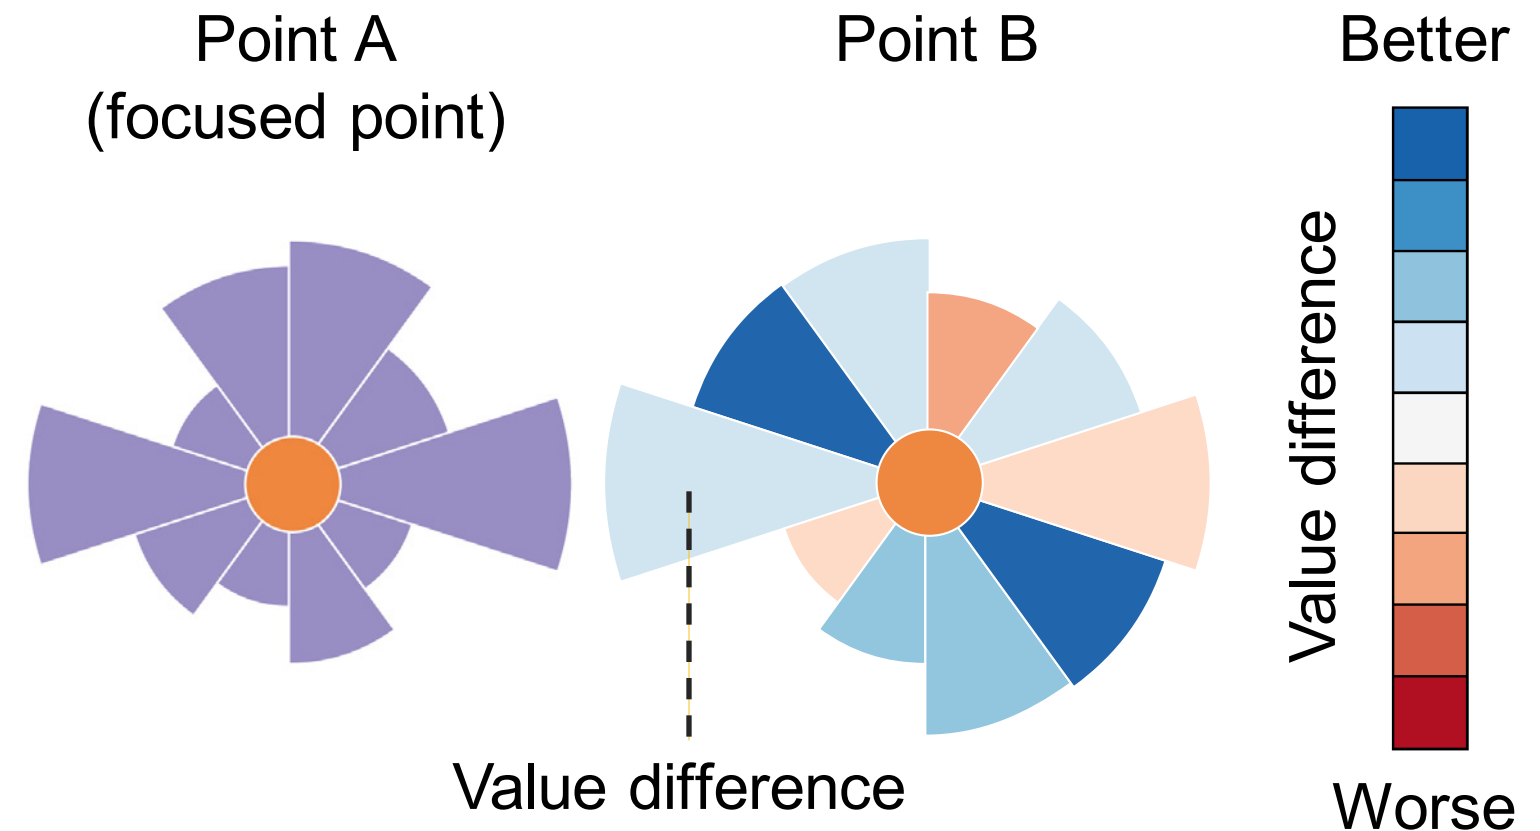 Point A
(focused point)
Point B
Better
Value difference
Worse
Value difference